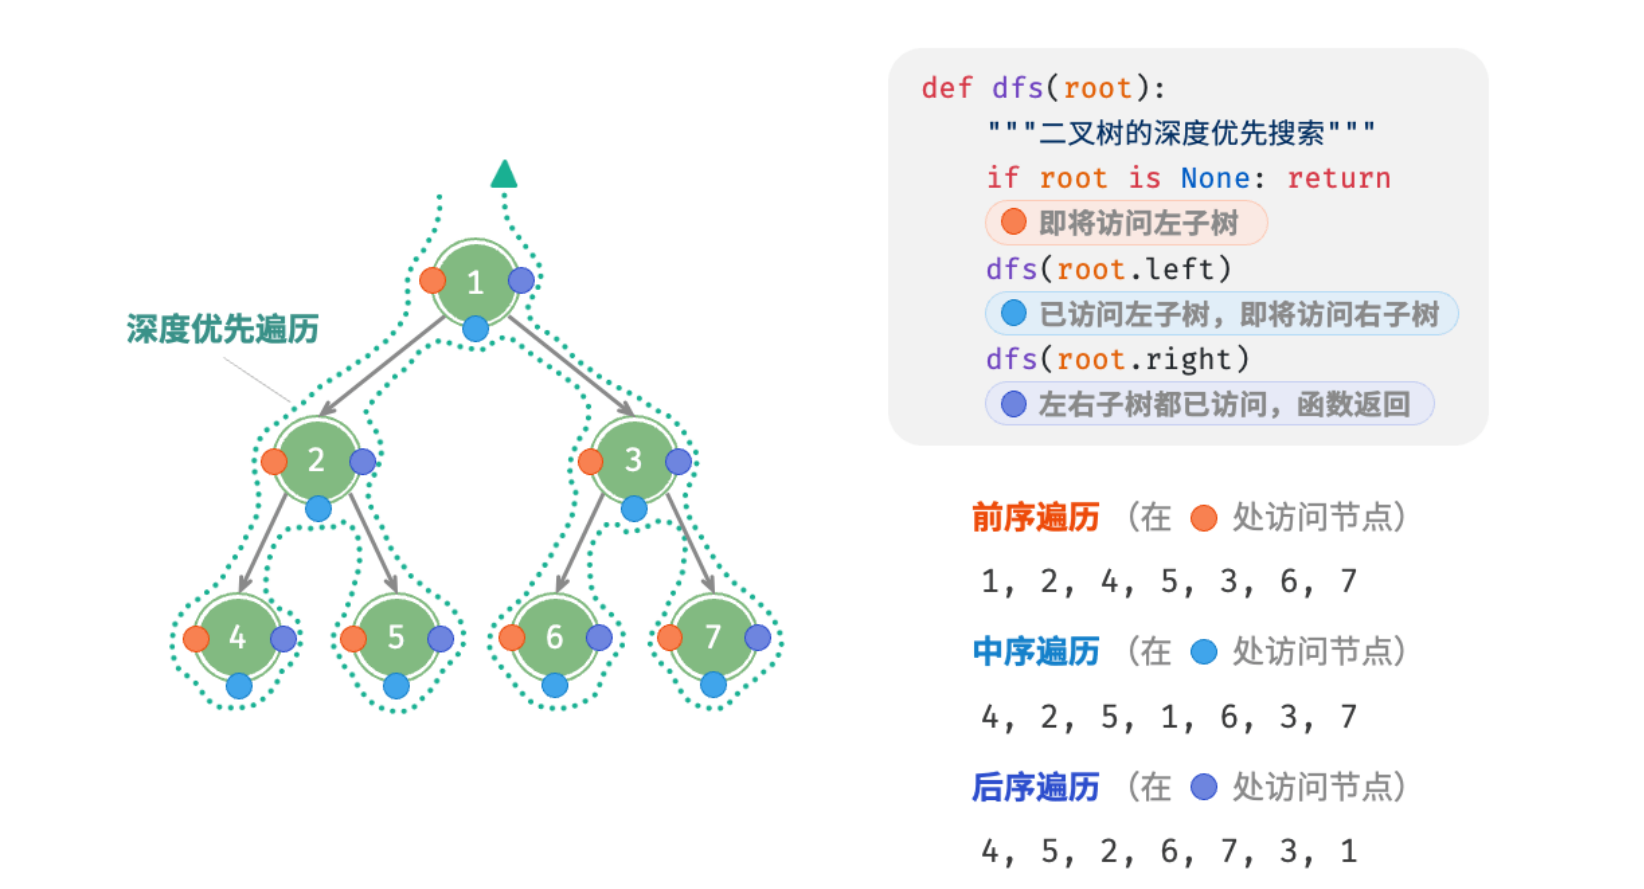 深度优先遍历
1
2
3
4
5
6
7
def dfs(root):
"""二叉树的深度优先搜索"""
if root is None: return
即将访问左子树
dfs(root.left)
已访问左子树，即将访问右子树
dfs(root.right)
左右子树都已访问，函数返回
前序遍历（在 处访问节点）
1, 2, 4, 5, 3, 6, 7
中序遍历（在 处访问节点）
4, 2, 5, 1, 6, 3, 7
后序遍历（在 处访问节点）
4, 5, 2, 6, 7, 3, 1